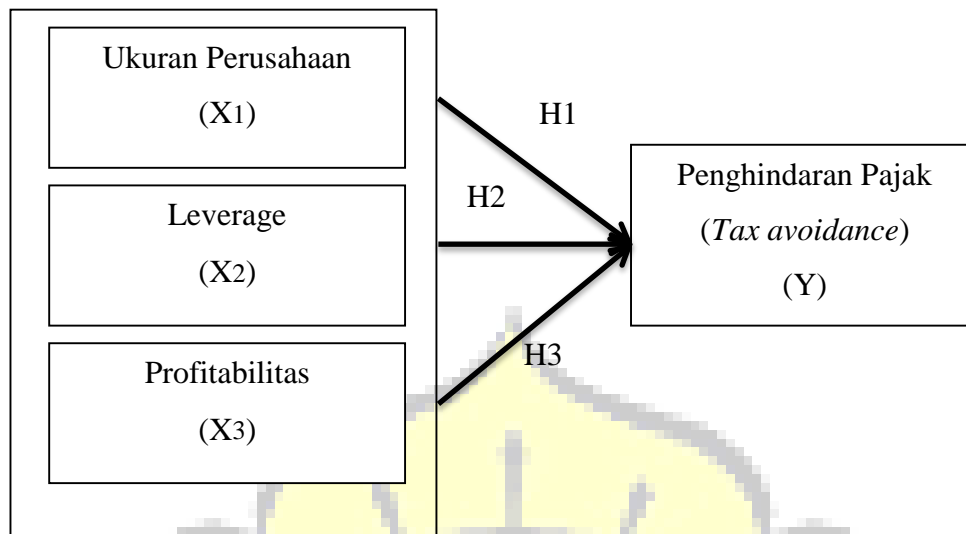 Ukuran Perusahaan
(X1)
Leverage
(X2)
Profitabilitas
(X3)
H1
H2
H3
Penghindaran Pajak
(Tax avoidance)
(Y)